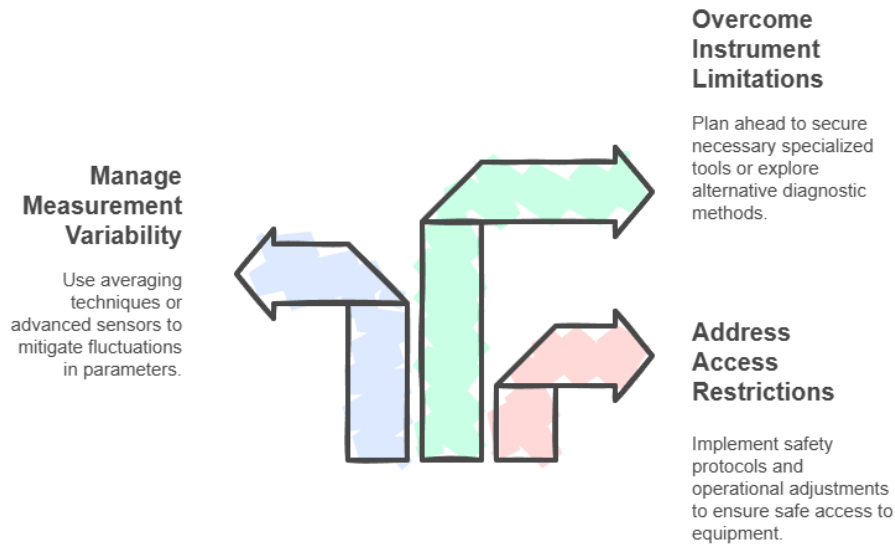 Overcome
Instrument
Limitations
Plan ahead to secure
necessary specialized
tools or explore
alternative diagnostic
methods.
Manage
Measurement
Variability
Use averaging
techniques or
advanced sensors to
mitigate fluctuations
in parameters.
Address
Access
Restrictions
Implement safety
protocols and
operational adjustments
to ensure safe access to
equipment.